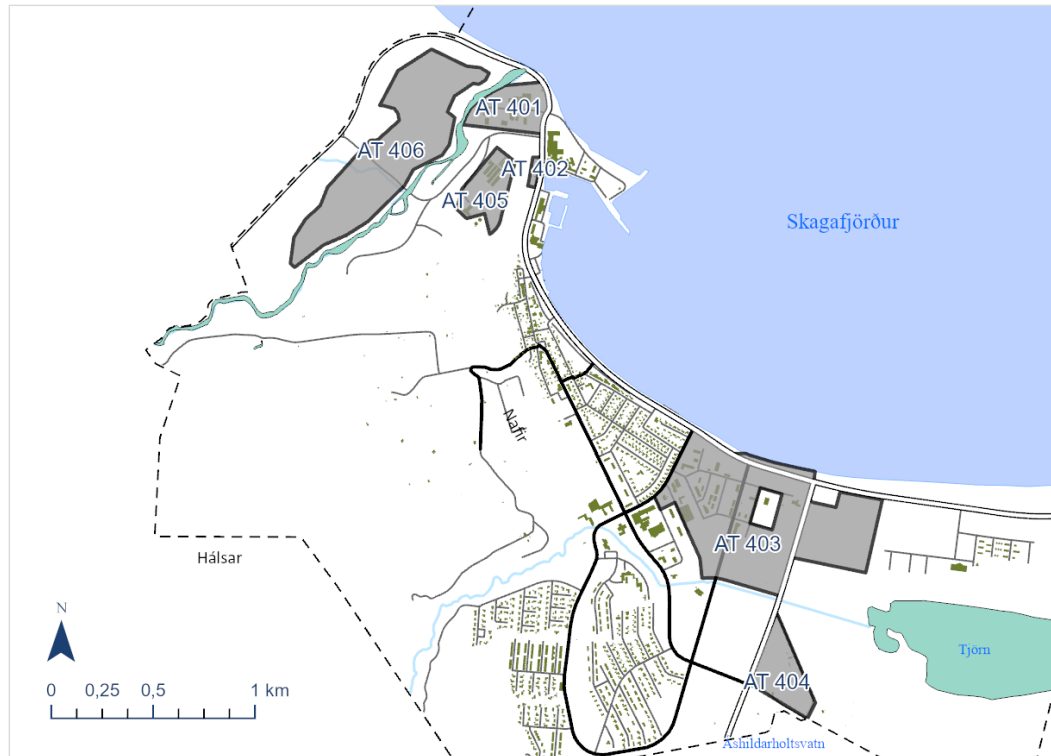 AT 401
AT 406
AT 402
AT 405
Skagafjörður
Nafir
AT 403
Hálsar
N
Tjörn
0 0,25 0,5 1 km
AT 404
Áshildarholtsvatn